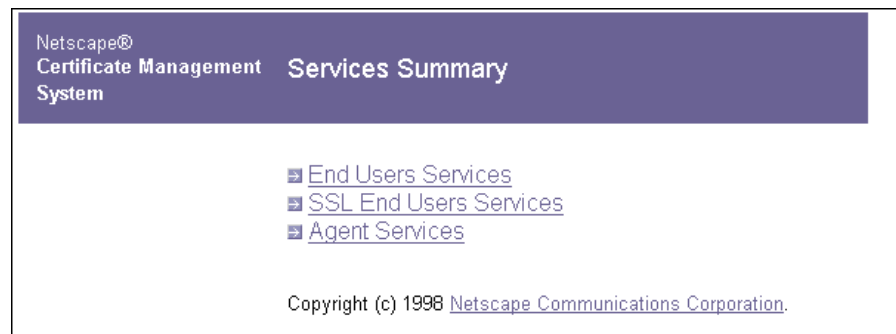 Netscape®
Certificate Management
System
Services Summary
End Users Services
SSL End Users Services
Agent Services
Copyright (c) 1998 Netscape Communications Corporation.